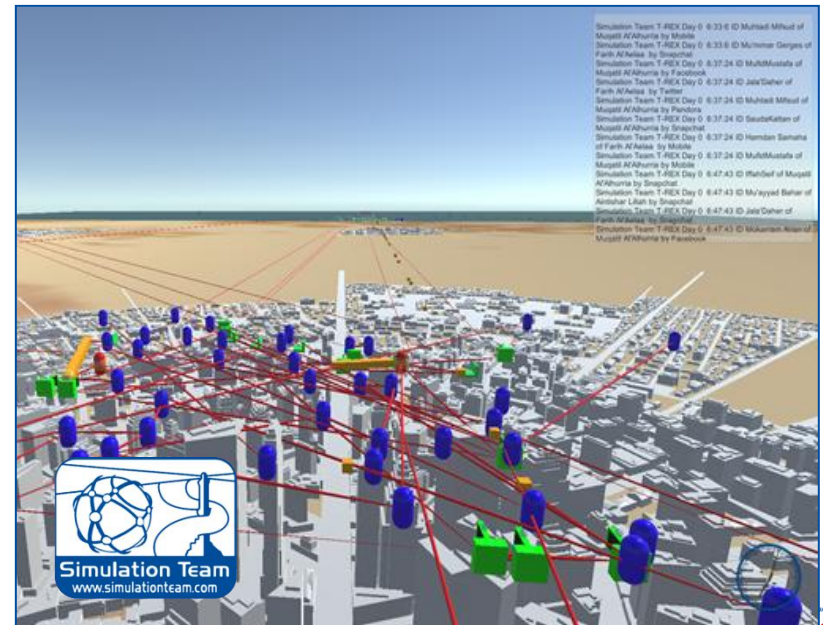 Simulation Team T-REX Day 0 6:33:6 ID Muhtadi Mifsud of
Muqatil Al'Alhurria by Mobile
Simulation Team T-REX Day 0 6:33:6 ID Mu'minar Gerges of
Farih Al'Aelaa by Snapchat
Simulation Team T-REX Day 0 6:37:24 ID MufidMustafa of
Muqatil Al'Alhurria by Facebook
Simulation Team T-REX Day 0 6:37:24 ID Jala'Daher of
Farih Al'Aelaa by Twitter
Simulation Team T-REX Day 0 6:37:24 ID Muhtadi Mifsud of
Muqatil Al'Alhurria by Pandora
Simulation Team T-REX Day 0 6:37:24 ID SaudaKattan of
Muqatil Al'Alhurria by Snapchat
Simulation Team T-REX Day 0 6:37:24 ID Hamdan Samaha
of Farih Al'Aelaa by Mobile
Simulation Team T-REX Day 0 6:37:24 ID MufidMustafa of
Muqatil Al'Alhurria by Mobile
Simulation Team T-REX Day 0 6:47:43 ID IffahSeif of Muqatil
Al'Alhurria by Snapchat
Simulation Team T-REX Day 0 6:47:43 ID Mu'ayyad Bahar of
Aintishar Lillah by Snapchat
Simulation Team T-REX Day 0 6:47:43 ID Jala'Daher of
Farih Al'Aelaa by Snapchat
Simulation Team T-REX Day 0 6:47:43 ID of
Muqatil Al'Alhurria by Facebook
Simulation Team
www.simulationteam.com